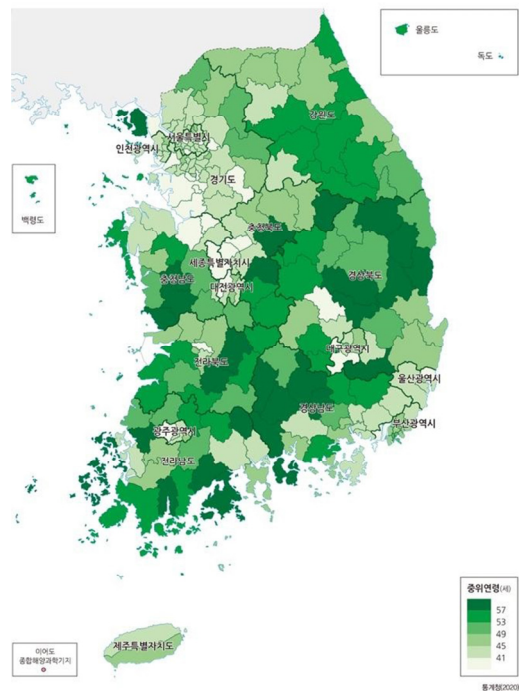 울릉도
독도
강원도
서울특별시
인천광역시
경기도
백령도
충청북도
세종특별자치시
충청남도
대전광역시
경상북도
대구광역시
전라북도
울산광역시
경상남도
부산광역시
광주광역시
전라남도
중위연령(세)
57
53
49
45
41
제주특별자치도
이어도
종합해양과학기지
통계청(2020)